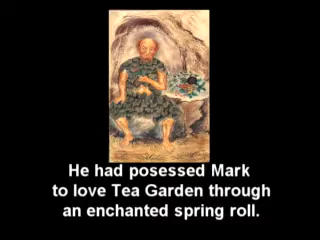 He had posessed Mark
to love Tea Garden through
an enchanted spring roll.